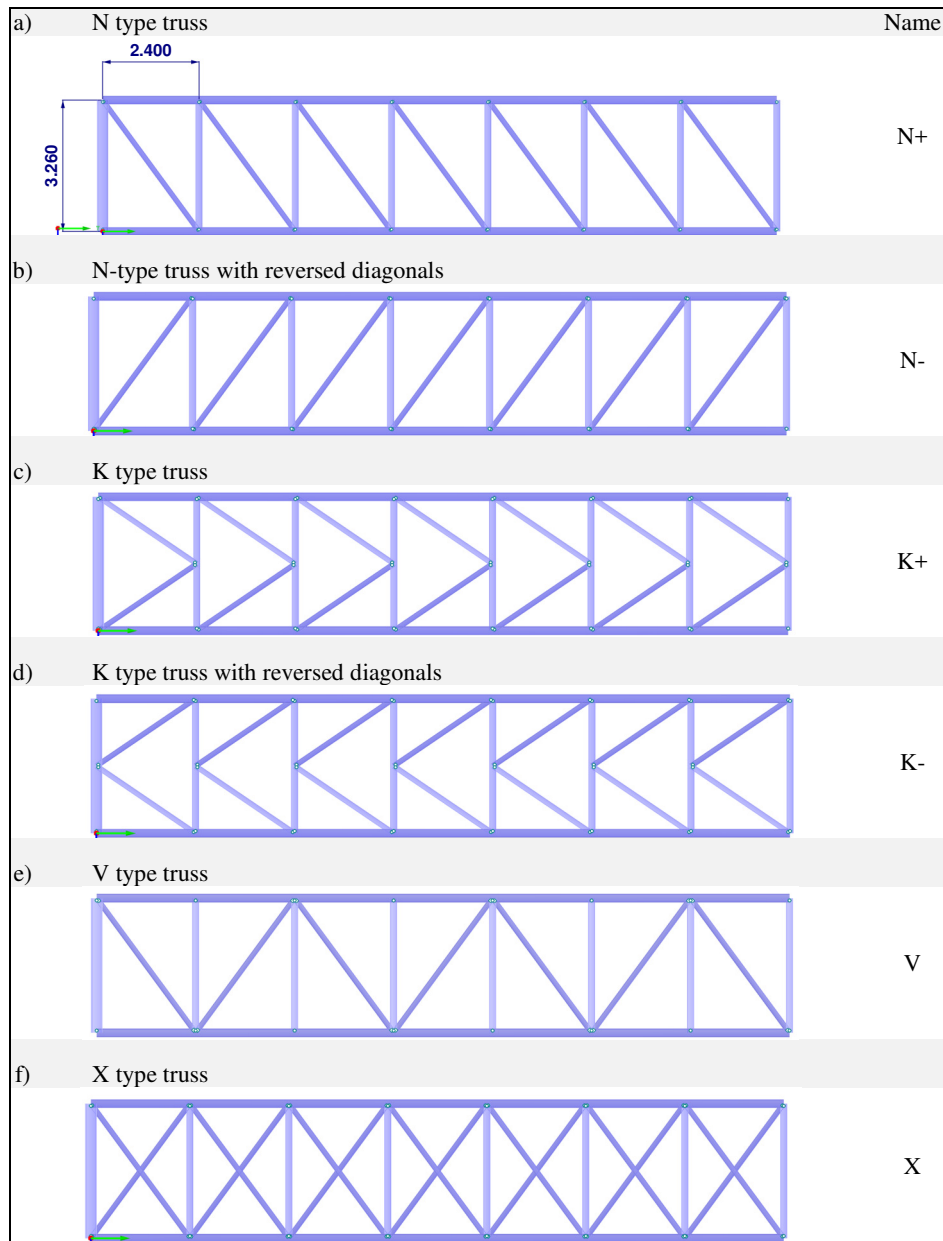 a) N type truss Name
2.400
3.260
N+
b) N-type truss with reversed diagonals
N-
c) K type truss
K+
d) K type truss with reversed diagonals
K-
e) V type truss
V
f) X type truss
X